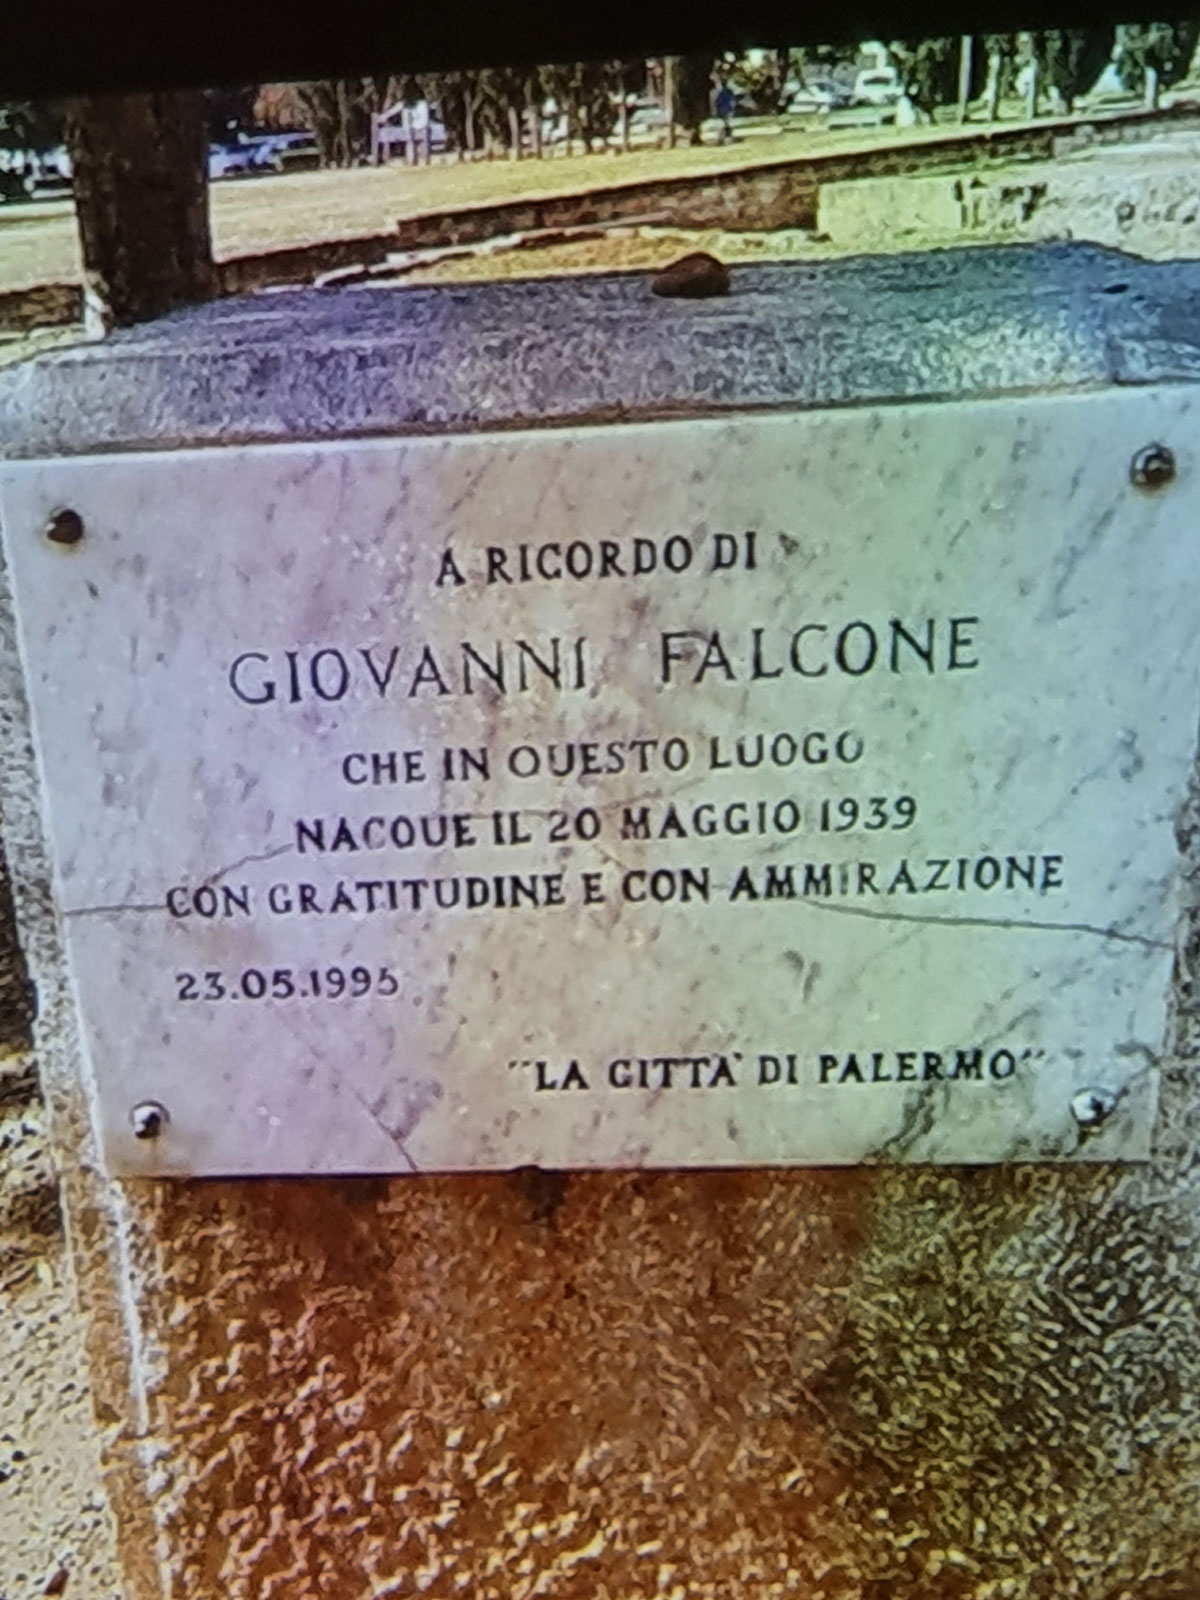 A RICORDO DI
GIOVANNI FALCONE
CHE IN QUESTO LUOGO
NACQUE IL 20 MAGGIO 1939
CON GRATITUDINE E CON AMMIRAZIONE
23.05.1995
"LA CITTA' DI PALERMO"